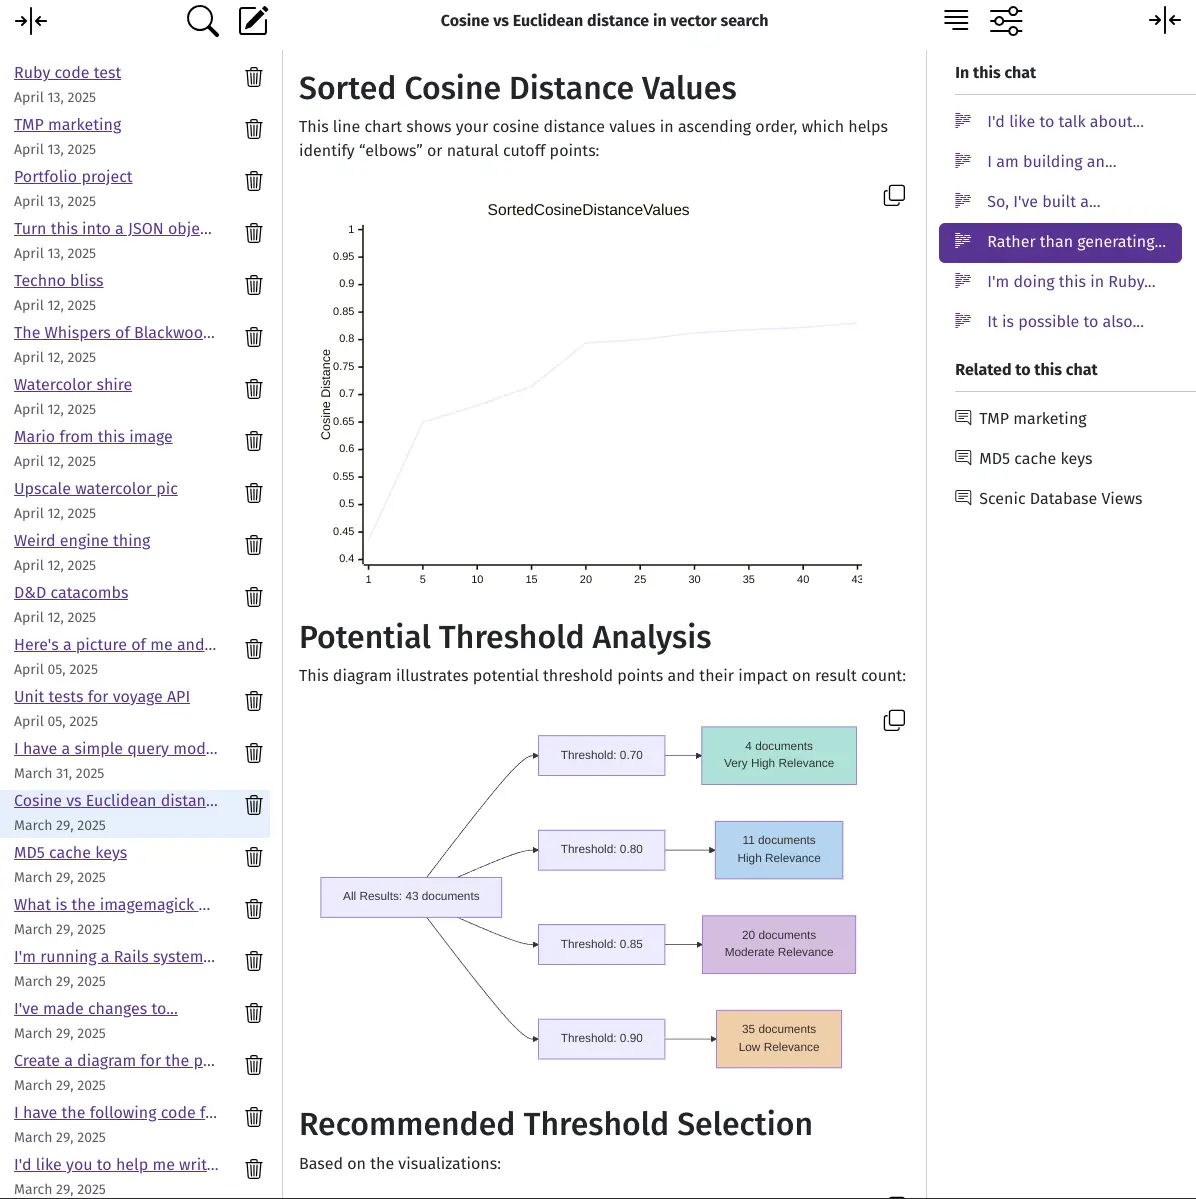 Cosine vs Euclidean distance in vector search
Ruby code test
April 13, 2025
TMP marketing
April 13, 2025
Portfolio project
April 13, 2025
Turn this into a JSON obje...
April 13, 2025
Techno bliss
April 12, 2025
The Whispers of Blackwoo...
April 12, 2025
Watercolor shire
April 12, 2025
Mario from this image
April 12, 2025
Upscale watercolor pic
April 12, 2025
Weird engine thing
April 12, 2025
D&D catacombs
April 12, 2025
Here's a picture of me and...
April 05, 2025
Unit tests for voyage API
April 05, 2025
I have a simple query mod...
March 31, 2025
Cosine vs Euclidean distan...
March 29, 2025
MD5 cache keys
March 29, 2025
What is the imagemagick ...
March 29, 2025
I'm running a Rails system...
March 29, 2025
I've made changes to...
March 29, 2025
Create a diagram for the p...
March 29, 2025
I have the following code f...
March 29, 2025
I'd like you to help me writ...
March 29, 2025
Sorted Cosine Distance Values
This line chart shows your cosine distance values in ascending order, which helps
identify “elbows” or natural cutoff points:
SortedCosineDistanceValues
Cosine Distance
1
0.95
0.9
0.85
0.8
0.75
0.7
0.65
0.6
0.55
0.5
0.45
0.4
1 5 10 15 20 25 30 35 40 43
Potential Threshold Analysis
This diagram illustrates potential threshold points and their impact on result count:
All Results: 43 documents
Threshold: 0.70
4 documents
Very High Relevance
Threshold: 0.80
11 documents
High Relevance
Threshold: 0.85
20 documents
Moderate Relevance
Threshold: 0.90
35 documents
Low Relevance
Recommended Threshold Selection
Based on the visualizations:
In this chat
I'd like to talk about...
I am building an...
So, I've built a...
Rather than generating...
I'm doing this in Ruby...
It is possible to also...
Related to this chat
TMP marketing
MD5 cache keys
Scenic Database Views